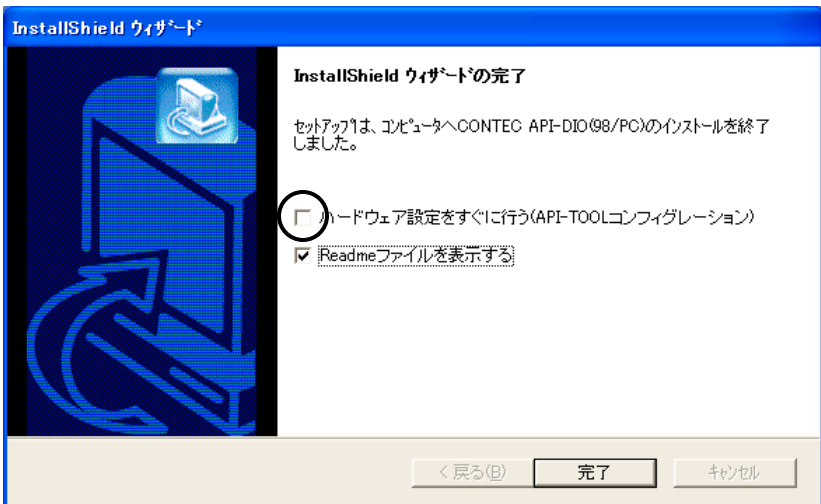 InstallShield ウィザード
InstallShield ウィザードの完了
セットアップは、コンピュータへCONTEC API-DIO(98/PC)のインストールを終了
しました。
ハードウェア設定をすぐに行う(API-TOOLコンフィグレーション)
Readmeファイルを表示する
< 戻る(B)
完了
キャンセル